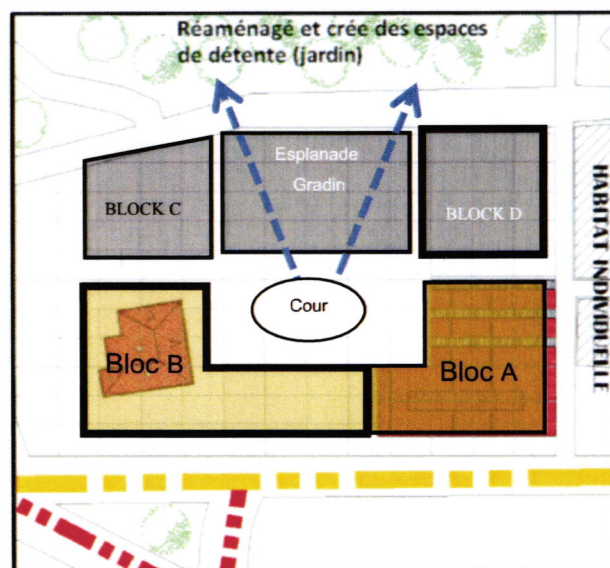 Réaménagé et crée des espaces
de détente (jardin)
Esplanade
Gradin
BLOCK C
BLOCK D
HABITAT INDIVIDUELLE
Cour
Bloc B
Bloc A